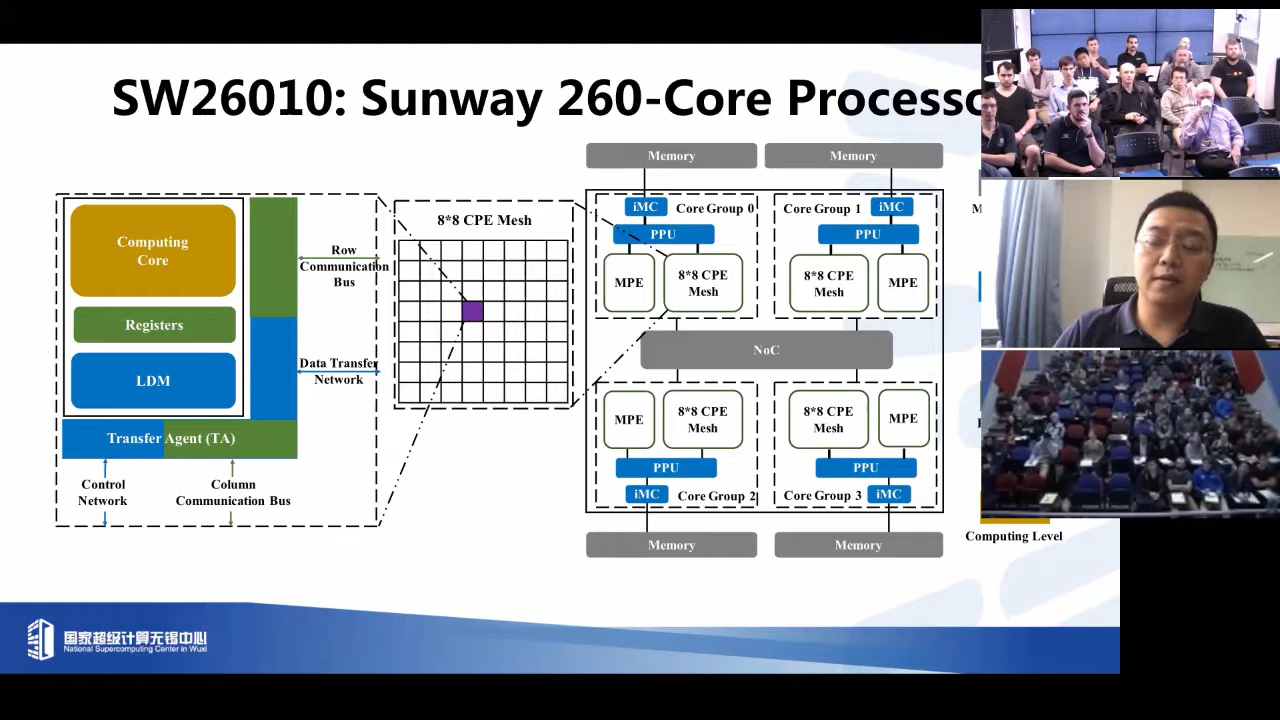 SW26010: Sunway 260-Core Processo
Memory
Memory
iMC
Core Group 0
Core Group 1
iMC
PPU
PPU
MPE
8*8 CPE
Mesh
8*8 CPE
Mesh
MPE
NoC
MPE
8*8 CPE
Mesh
8*8 CPE
Mesh
MPE
PPU
PPU
iMC
Core Group 2
Core Group 3
iMC
Memory
Memory
8*8 CPE Mesh
Computing
Core
Registers
LDM
Transfer Agent (TA)
Row
Communication
Bus
Data Transfer
Network
Control
Network
Column
Communication Bus
M
Computing Level
国家超级计算无锡中心
National Supercomputing Center in Wuxi